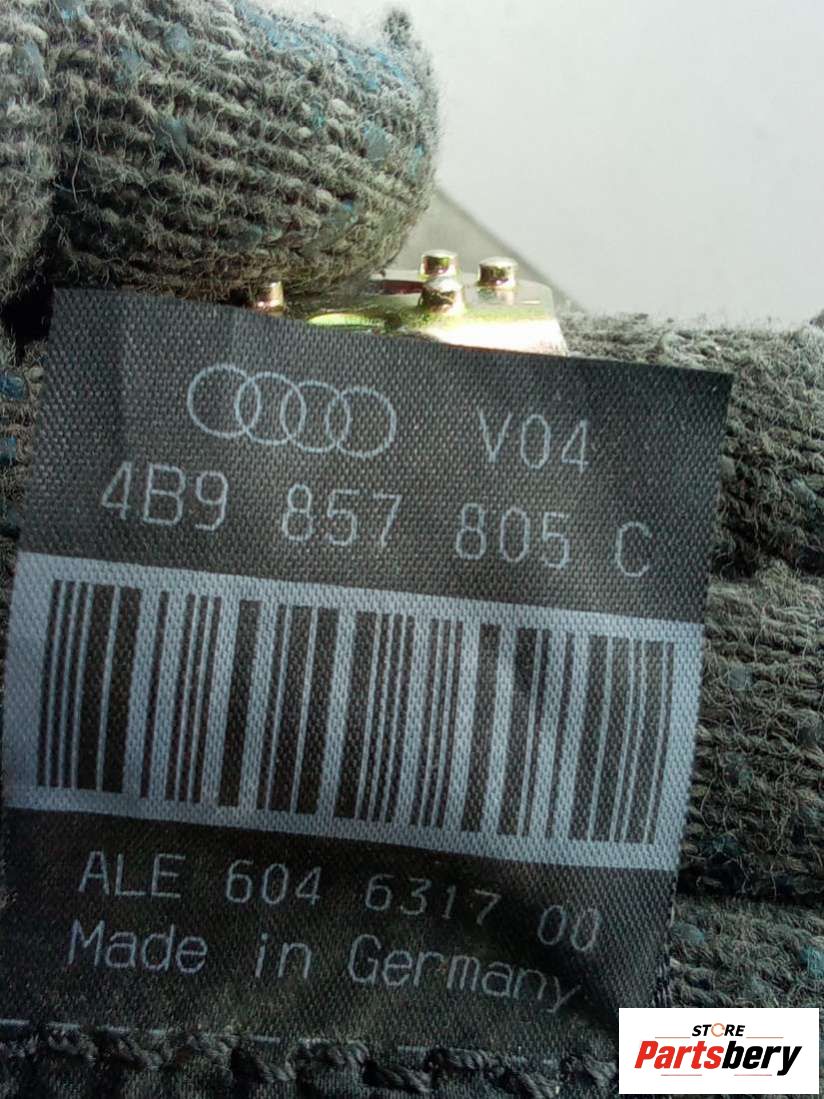 V04
4B9 857 805 C
ALE 604 6317 00
Made in Germany
STORE
Partsbery